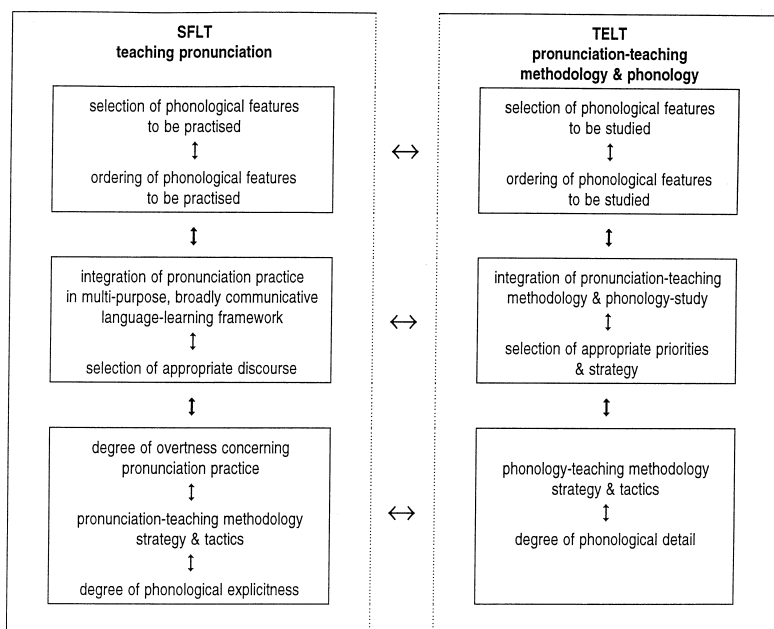 SFLT
teaching pronunciation
selection of phonological features
to be practised
ordering of phonological features
to be practised
integration of pronunciation practice
in multi-purpose, broadly communicative
language-learning framework
selection of appropriate discourse
degree of overtness concerning
pronunciation practice
pronunciation-teaching methodology
strategy & tactics
degree of phonological explicitness
TELT
pronunciation-teaching
methodology & phonology
selection of phonological features
to be studied
ordering of phonological features
to be studied
integration of pronunciation-teaching
methodology & phonology-study
selection of appropriate priorities
& strategy
phonology-teaching methodology
strategy & tactics
degree of phonological detail